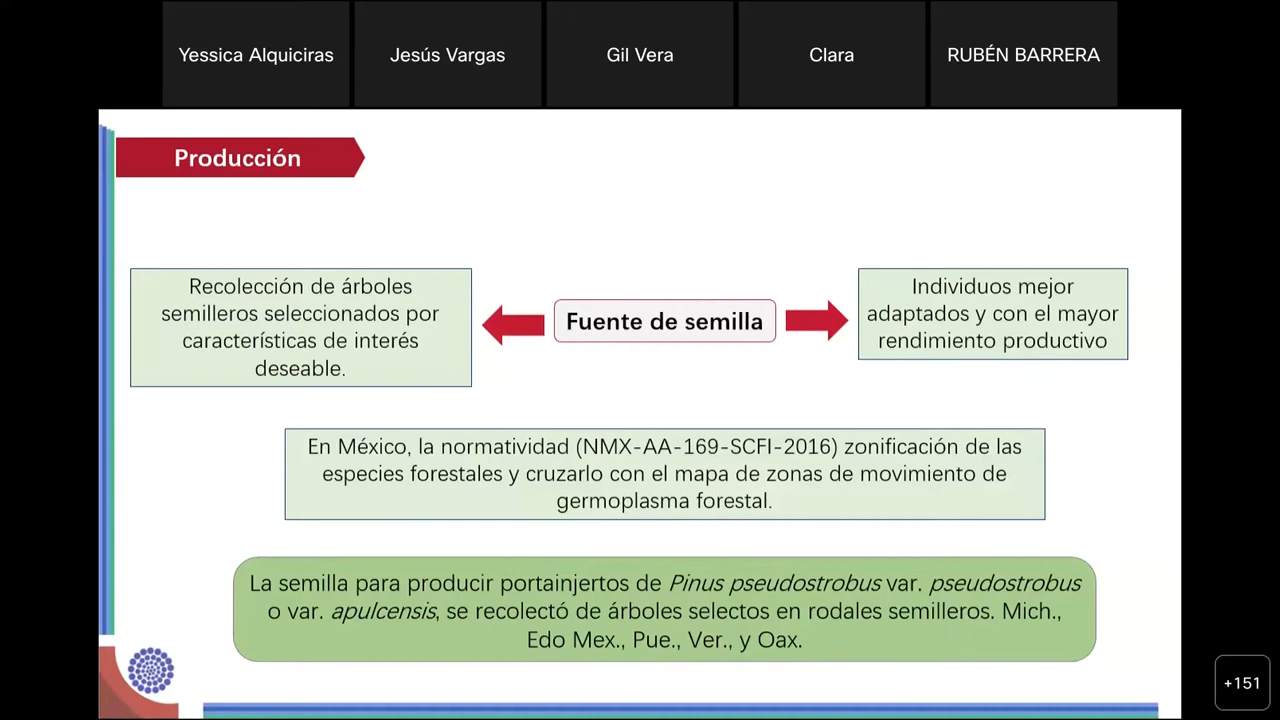 Yessica Alquiciras
Jesús Vargas
Gil Vera
Clara
RUBÉN BARRERA
Producción
Recolección de árboles
semilleros seleccionados por
características de interés
deseable.
Fuente de semilla
Individuos mejor
adaptados y con el mayor
rendimiento productivo
En México, la normatividad (NMX-AA-169-SCFI-2016) zonificación de las
especies forestales y cruzarlo con el mapa de zonas de movimiento de
germoplasma forestal.
La semilla para producir portainjertos de Pinus pseudostrobus var. pseudostrobus
o var. apulcensis, se recolectó de árboles selectos en rodales semilleros. Mich.,
Edo Mex., Pue., Ver., y Oax.
+151